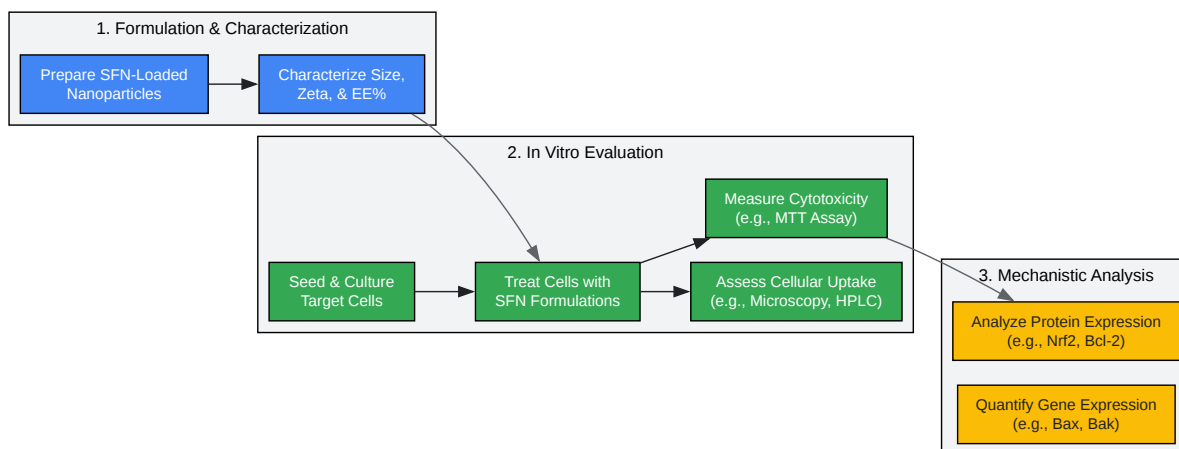 1. Formulation & Characterization
Prepare SFN-Loaded
Nanoparticles
Characterize Size,
Zeta, & EE%
2. In Vitro Evaluation
Measure Cytotoxicity
(e.g., MTT Assay)
Seed & Culture
Target Cells
Treat Cells with
SFN Formulations
Assess Cellular Uptake
(e.g., Microscopy, HPLC)
3. Mechanistic Analysis
Analyze Protein Expression
(e.g., Nrf2, Bcl-2)
Quantify Gene Expression
(e.g., Bax, Bak)